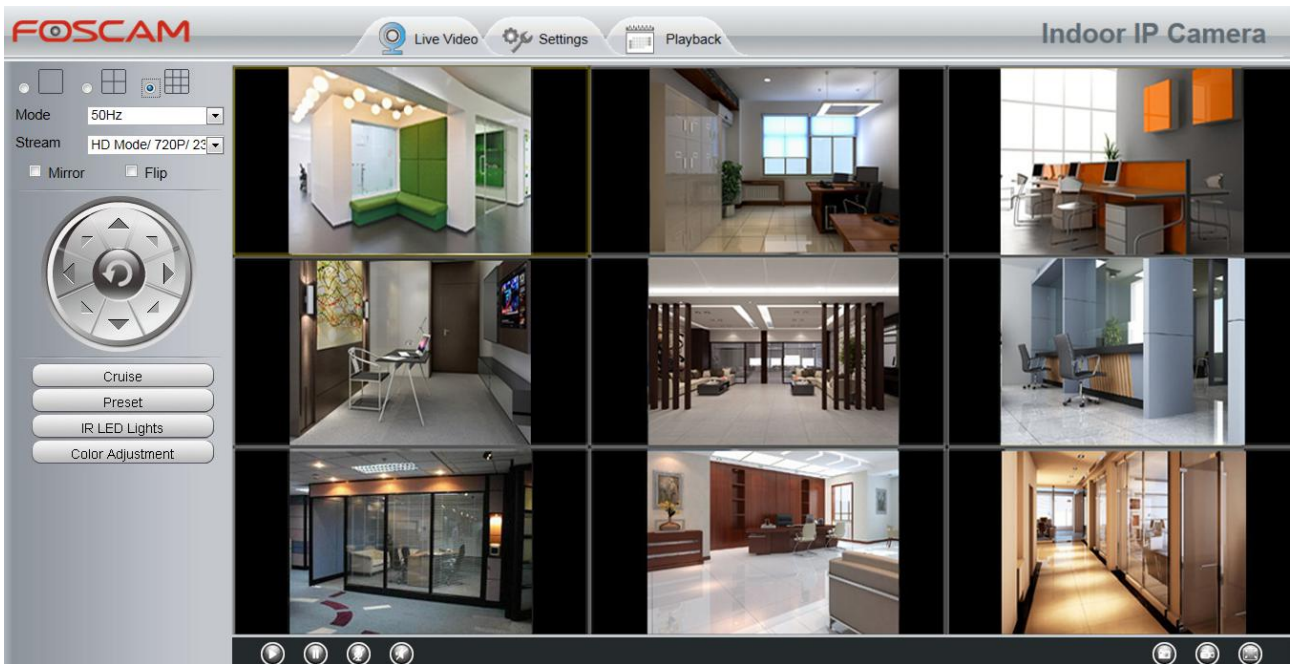 FOSCAM
Live Video
Settings
Playback
Indoor IP Camera
Mode
50Hz
Stream
HD Mode/ 720P/ 23
Mirror
Flip
Cruise
Preset
IR LED Lights
Color Adjustment